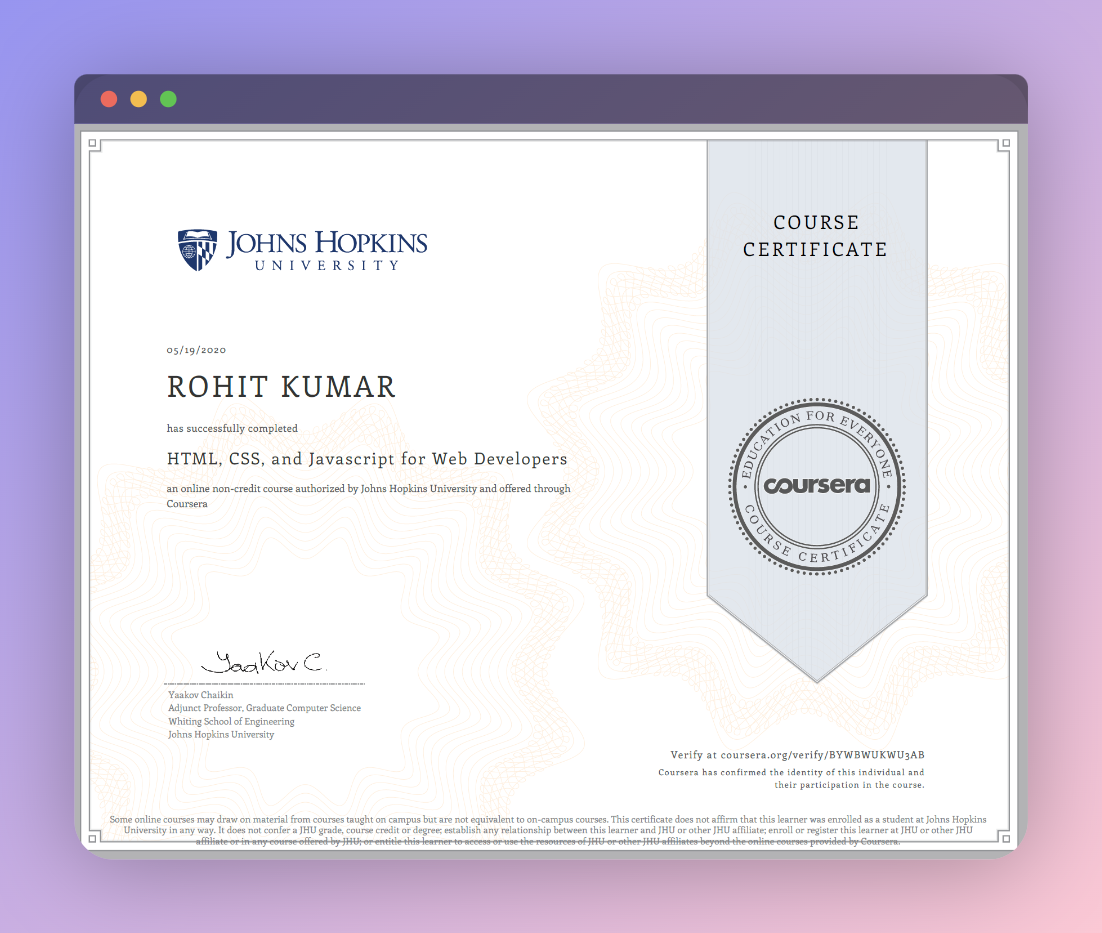 JOHNS HOPKINS
UNIVERSITY
COURSE
CERTIFICATE
05/19/2020
ROHIT KUMAR
has successfully completed
HTML, CSS, and Javascript for Web Developers
an online non-credit course authorized by Johns Hopkins University and offered through
Coursera
EDUCATION FOR EVERYONE
coursera
COURSE CERTIFICATE
Yaakov C.
Yaakov Chaikin
Adjunct Professor, Graduate Computer Science
Whiting School of Engineering
Johns Hopkins University
Verify at coursera.org/verify/BYWBWUKWU3AB
Coursera has confirmed the identity of this individual and
their participation in the course.
Some online courses may draw on material from courses taught on campus but are not equivalent to on-campus courses. This certificate does not affirm that this learner was enrolled as a student at Johns Hopkins
University in any way. It does not confer a JHU grade, course credit or degree; establish any relationship between this learner and JHU or other JHU affiliate; enroll or register this learner at JHU or other JHU
affiliate or in any course offered by JHU; or entitle this learner to access or use the resources of JHU or other JHU affiliates beyond the online courses provided by Coursera.